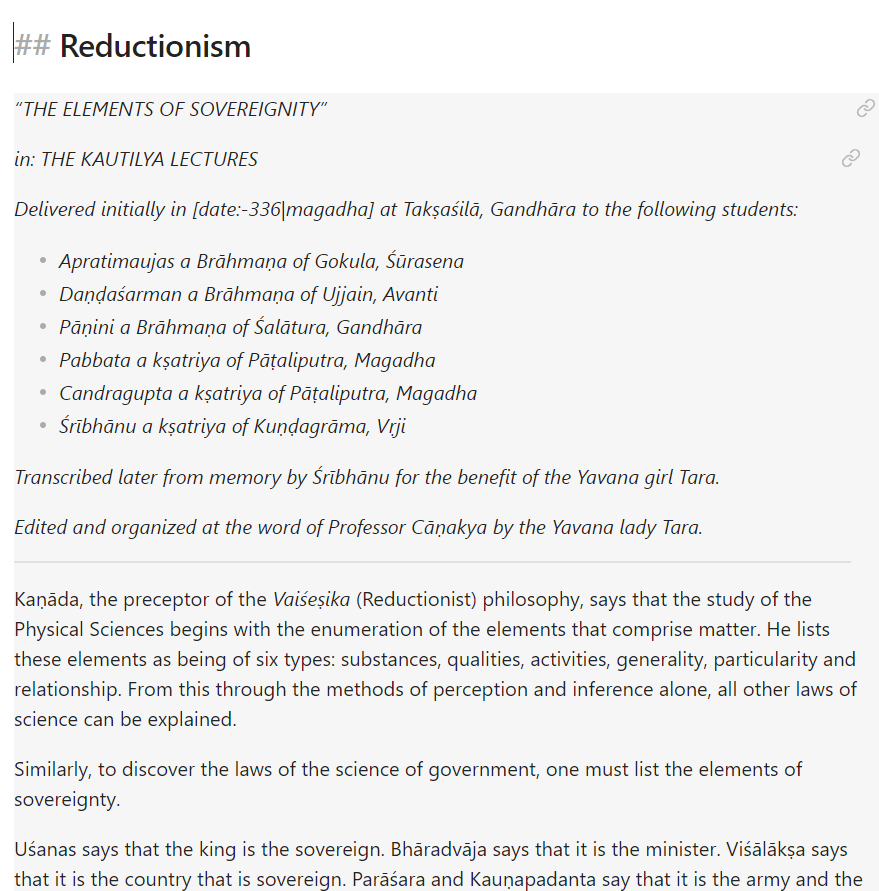 ## Reductionism
“THE ELEMENTS OF SOVEREIGNITY”
in: THE KAUTILYA LECTURES
Delivered initially in [date:-336|magadha] at Takṣaśilā, Gandhāra to the following students:
• Apratimaujas a Brāhmaṇa of Gokula, Śūrasena
• Daṇḍaśarman a Brāhmaṇa of Ujjain, Avanti
• Pāṇini a Brāhmaṇa of Śalātura, Gandhāra
• Pabbata a kṣatriya of Pāṭaliputra, Magadha
• Candragupta a kṣatriya of Pāṭaliputra, Magadha
• Śrībhānu a kṣatriya of Kuṇḍagrāma, Vṛji
Transcribed later from memory by Śrībhānu for the benefit of the Yavana girl Tara.
Edited and organized at the word of Professor Cāṇakya by the Yavana lady Tara.
Kaṇāda, the preceptor of the Vaiśeṣika (Reductionist) philosophy, says that the study of the
Physical Sciences begins with the enumeration of the elements that comprise matter. He lists
these elements as being of six types: substances, qualities, activities, generality, particularity and
relationship. From this through the methods of perception and inference alone, all other laws of
science can be explained.
Similarly, to discover the laws of the science of government, one must list the elements of
sovereignty.
Uśanas says that the king is the sovereign. Bhāradvāja says that it is the minister. Viśālākṣa says
that it is the country that is sovereign. Parāśara and Kauṇapadanta say that it is the army and the